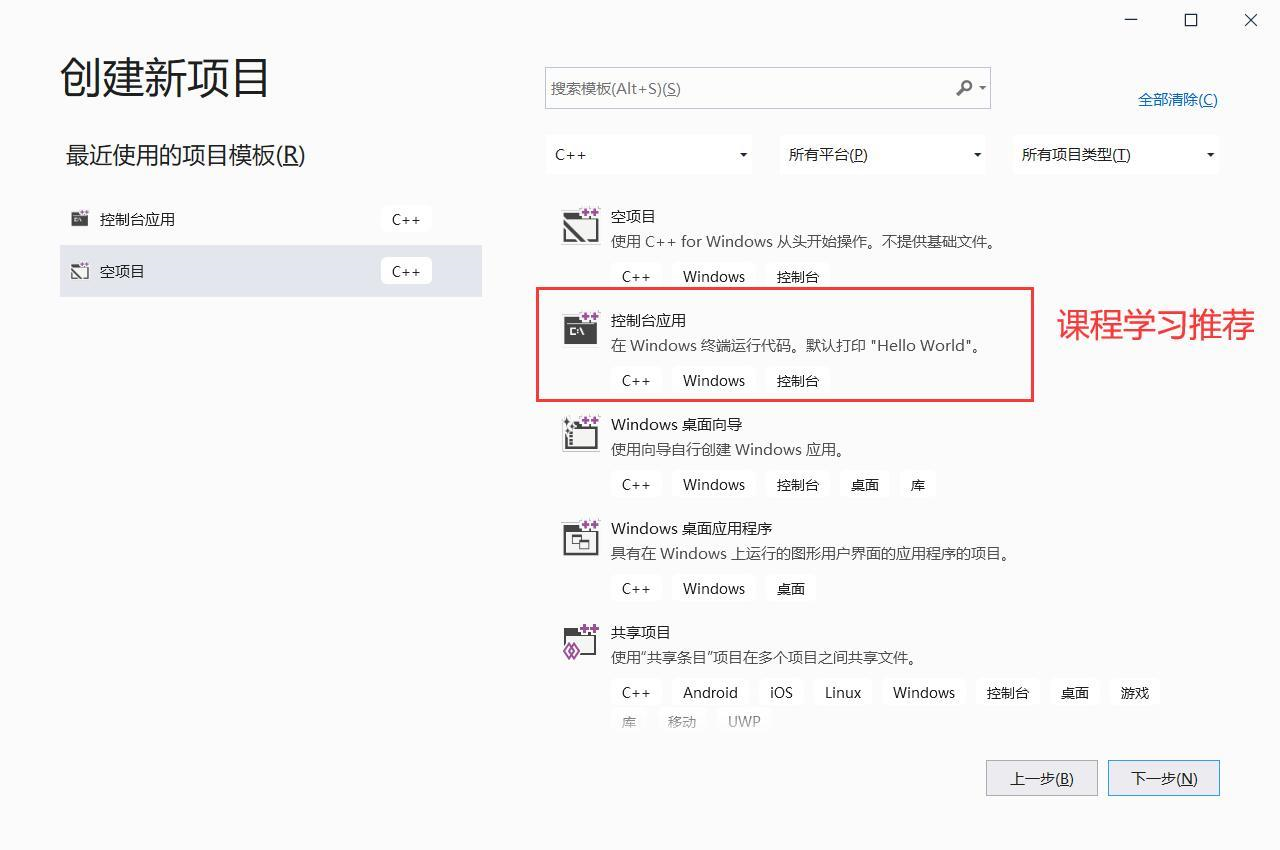 创建新项目
搜索模板(Alt+S)(S)
全部清除(C)
最近使用的项目模板(R)
C++
所有平台(P)
所有项目类型(T)
控制台应用
C++
空项目
C++
空项目
使用 C++ for Windows 从头开始操作。不提供基础文件。
C++ Windows 控制台
控制台应用
在 Windows 终端运行代码。默认打印 "Hello World"。
C++ Windows 控制台
课程学习推荐
Windows 桌面向导
使用向导自行创建 Windows 应用。
C++ Windows 控制台 桌面 库
Windows 桌面应用程序
具有在 Windows 上运行的图形用户界面的应用程序的项目。
C++ Windows 桌面
共享项目
使用“共享条目”项目在多个项目之间共享文件。
C++ Android iOS Linux Windows 控制台 桌面 游戏
库 移动 UWP
上一步(B)
下一步(N)
C:\